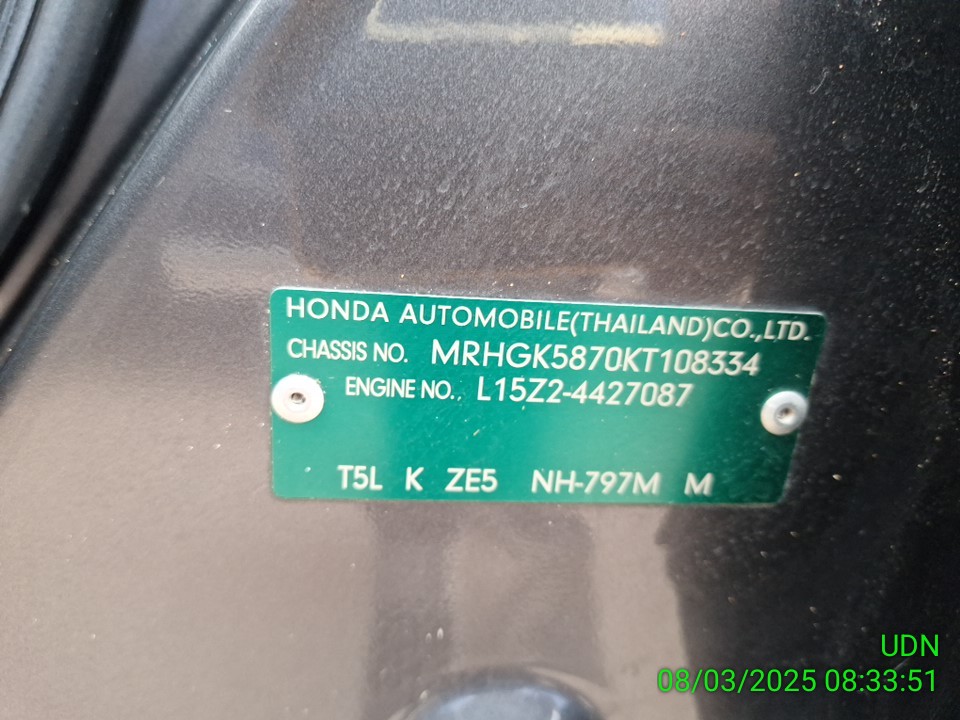 HONDA AUTOMOBILE(THAILAND)CO.,LTD.
CHASSIS NO. MRHGK5870KT108334
ENGINE NO. L15Z2-4427087
T5L K ZE5 NH-797M M
UDN
08/03/2025 08:33:51